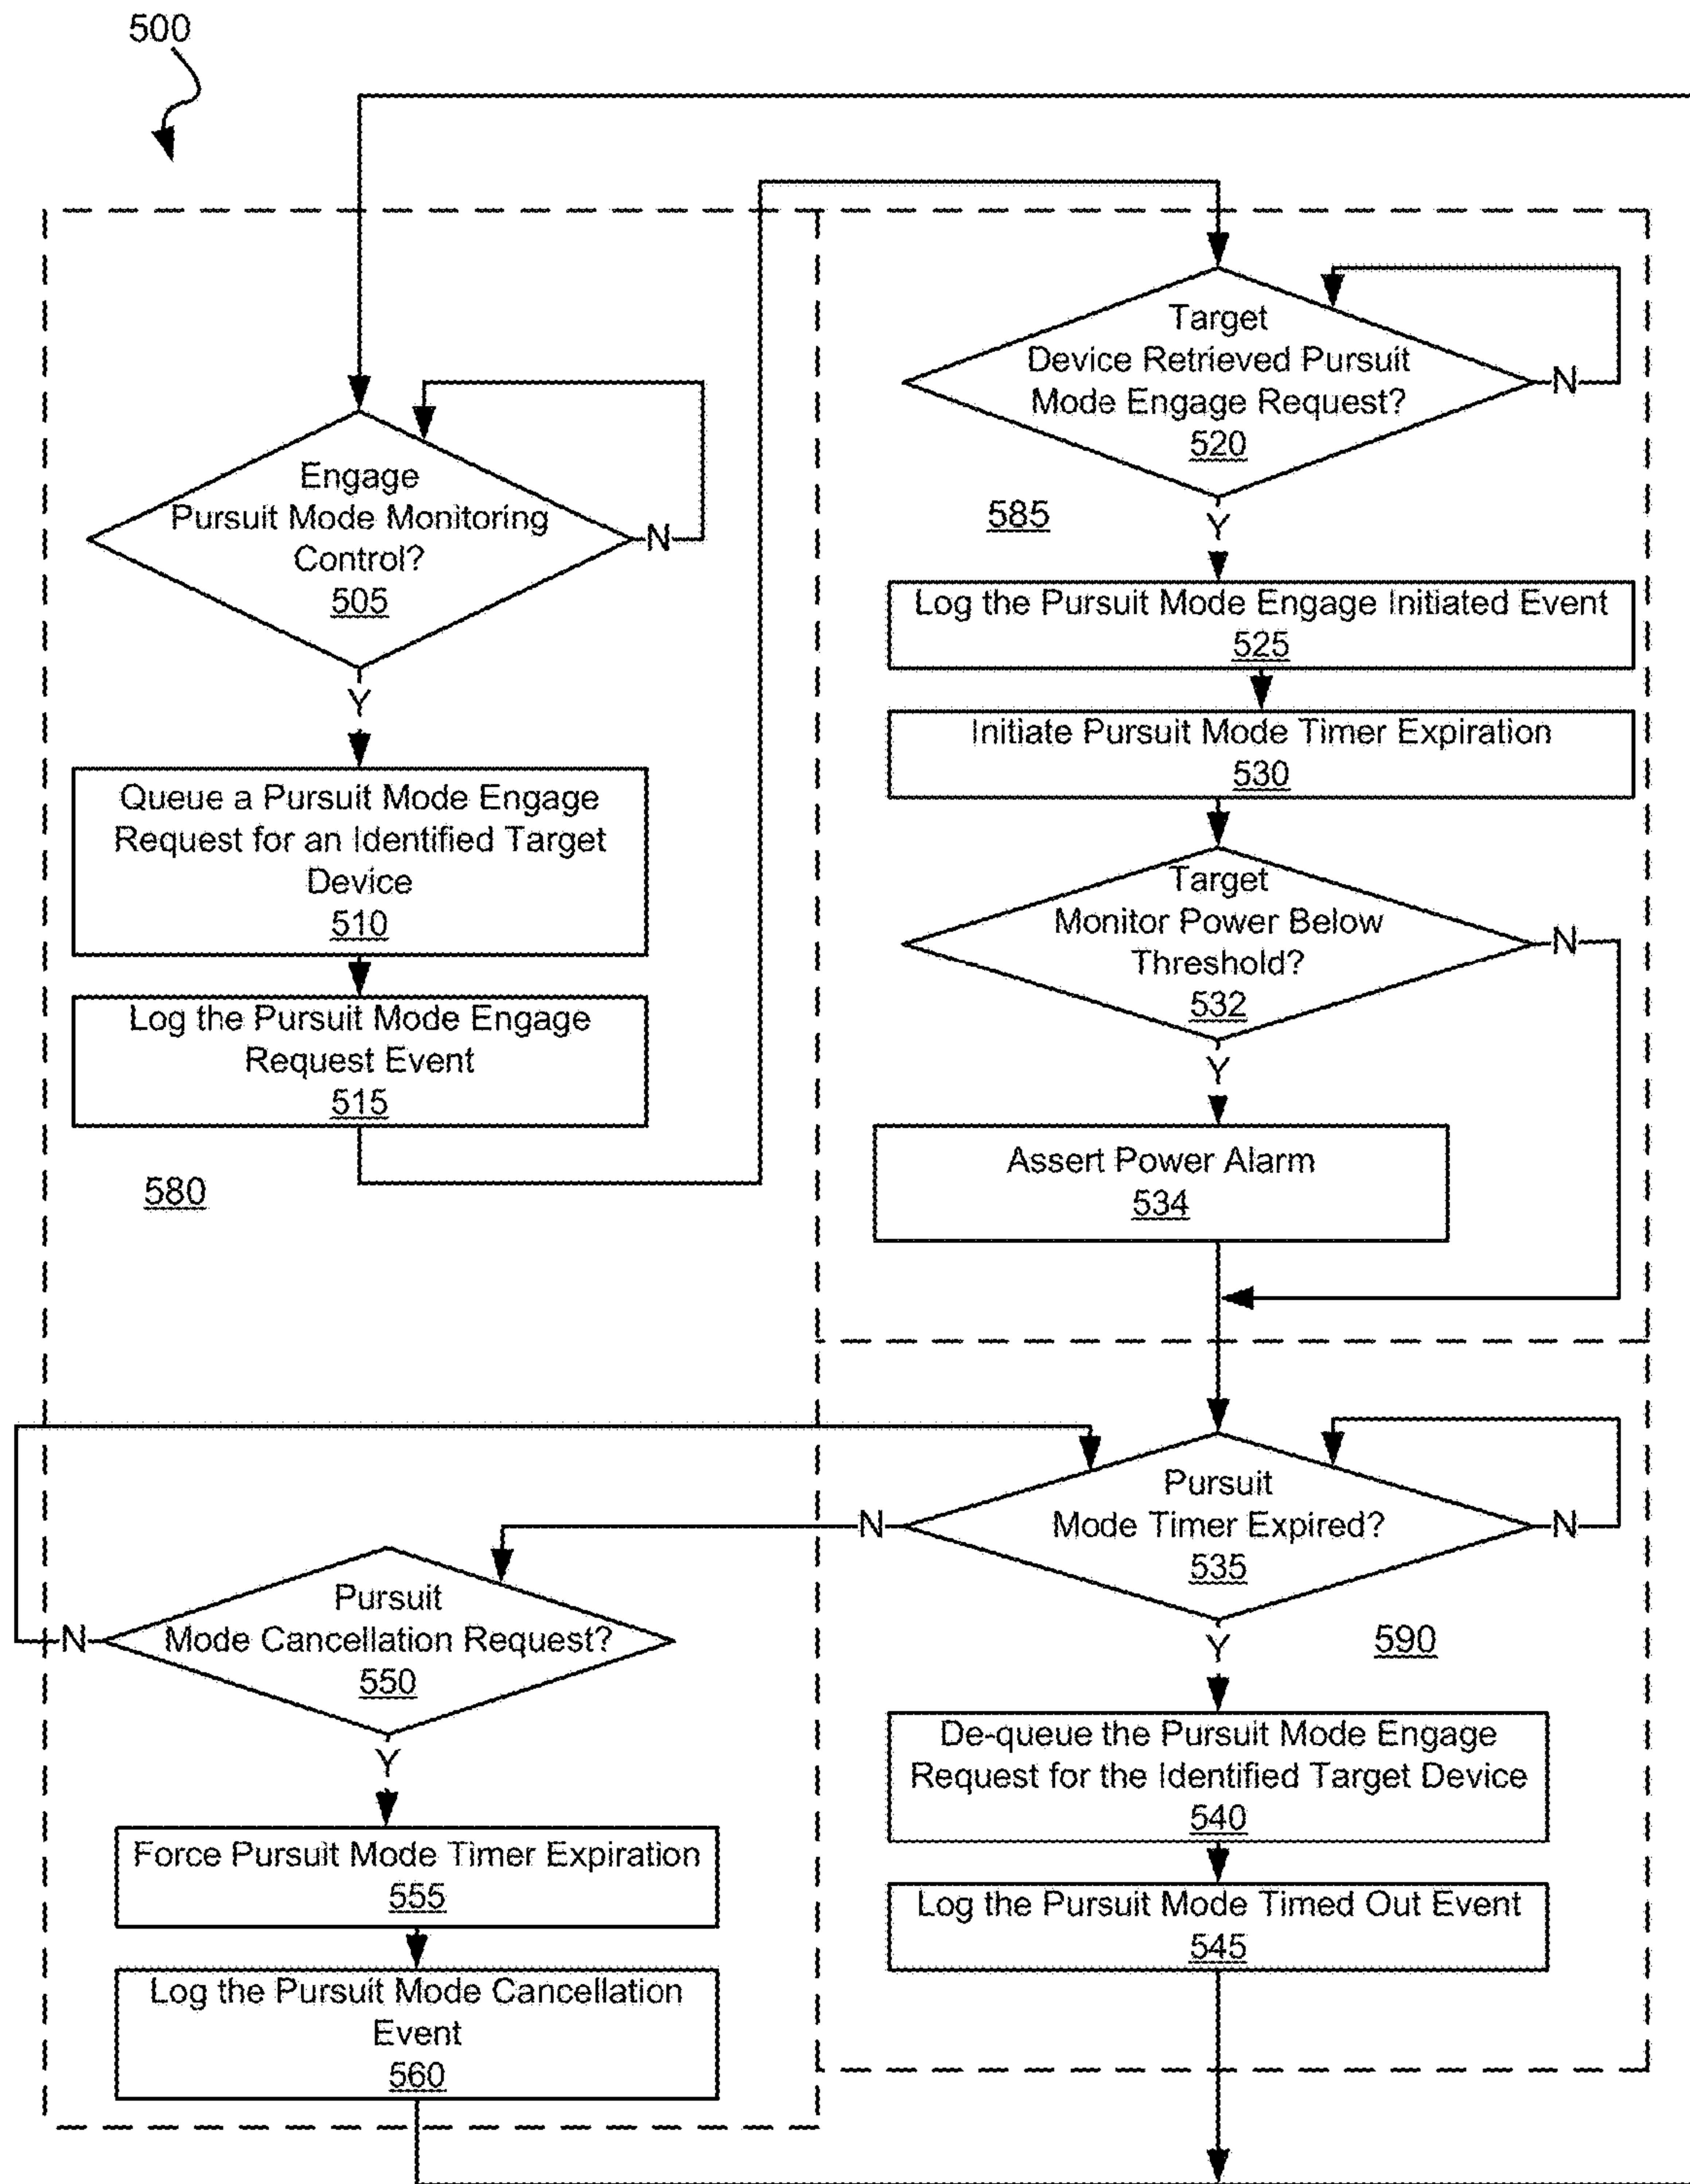 500
Engage
Pursuit Mode Monitoring
Control?
505
N
Y
Queue a Pursuit Mode Engage
Request for an Identified Target
Device
510
Log the Pursuit Mode Engage
Request Event
515
580
Target
Device Retrieved Pursuit
Mode Engage Request?
520
N
585
Y
Log the Pursuit Mode Engage Initiated Event
525
Initiate Pursuit Mode Timer Expiration
530
Target
Monitor Power Below
Threshold?
532
N
Y
Assert Power Alarm
534
Pursuit
Mode Timer Expired?
535
N
N
Y
590
De-queue the Pursuit Mode Engage
Request for the Identified Target Device
540
Log the Pursuit Mode Timed Out Event
545
Pursuit
Mode Cancellation Request?
550
N
Y
Force Pursuit Mode Timer Expiration
555
Log the Pursuit Mode Cancellation
Event
560